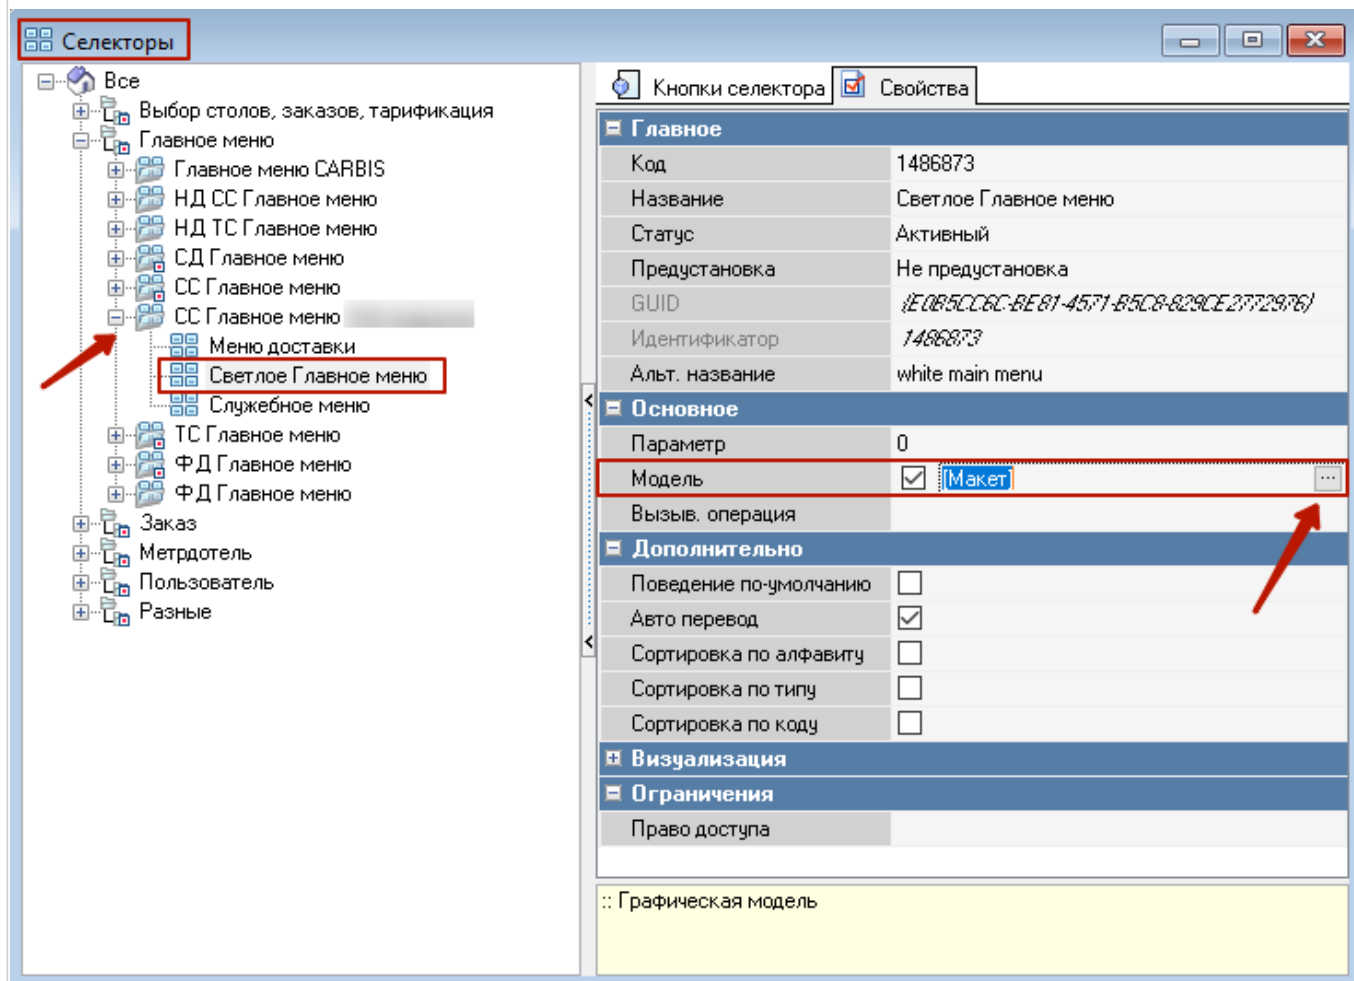 Селекторы
Все
Выбор столов, заказов, тарификация
Главное меню
Главное меню CARBIS
НД СС Главное меню
НД ТС Главное меню
СД Главное меню
СС Главное меню
СС Главное меню
Меню доставки
Светлое Главное меню
Служебное меню
ТС Главное меню
ФД Главное меню
ФД Главное меню
Заказ
Метрдотель
Пользователь
Разные
Кнопки селектора Свойства
Главное
Код 1486873
Название Светлое Главное меню
Статус Активный
Предустановка Не предустановка
GUID {E0B5CC6C-BE81-4571-B5C8-829CE2772976}
Идентификатор 1486873
Альт. название white main menu
Основное
Параметр 0
Модель [Макет] ...
Вызыв. операция
Дополнительно
Поведение по-умолчанию
Авто перевод
Сортировка по алфавиту
Сортировка по типу
Сортировка по коду
Визуализация
Ограничения
Право доступа
:: Графическая модель